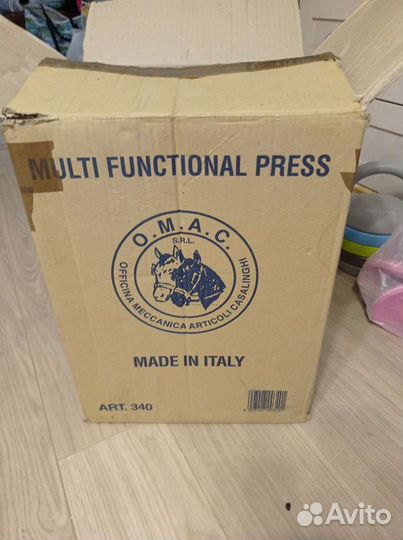 MULTI FUNCTIONAL PRESS
O.M.A.C.
S.R.L.
OFFICINA MECCANICA ARTICOLI CASALINGHI
MADE IN ITALY
ART. 340
Avito